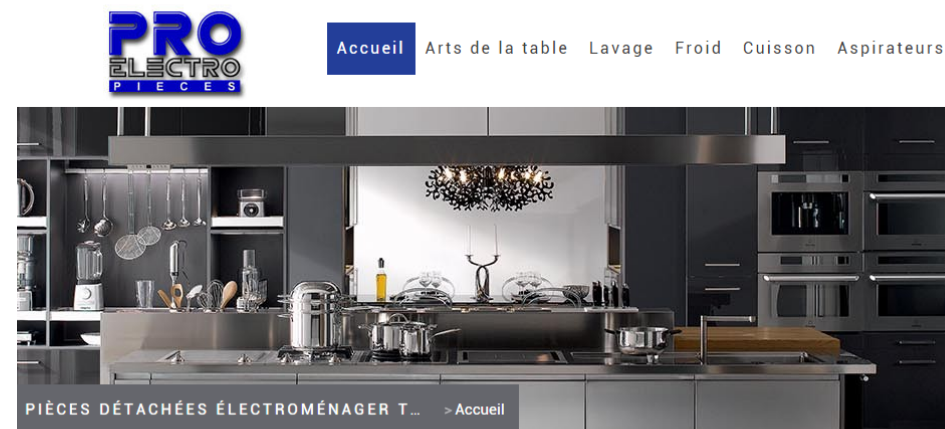 PRO
ELECTRO
PIECES
Accueil Arts de la table Lavage Froid Cuisson Aspirateurs
PIÈCES DÉTACHÉES ÉLECTROMÉNAGER T… > Accueil